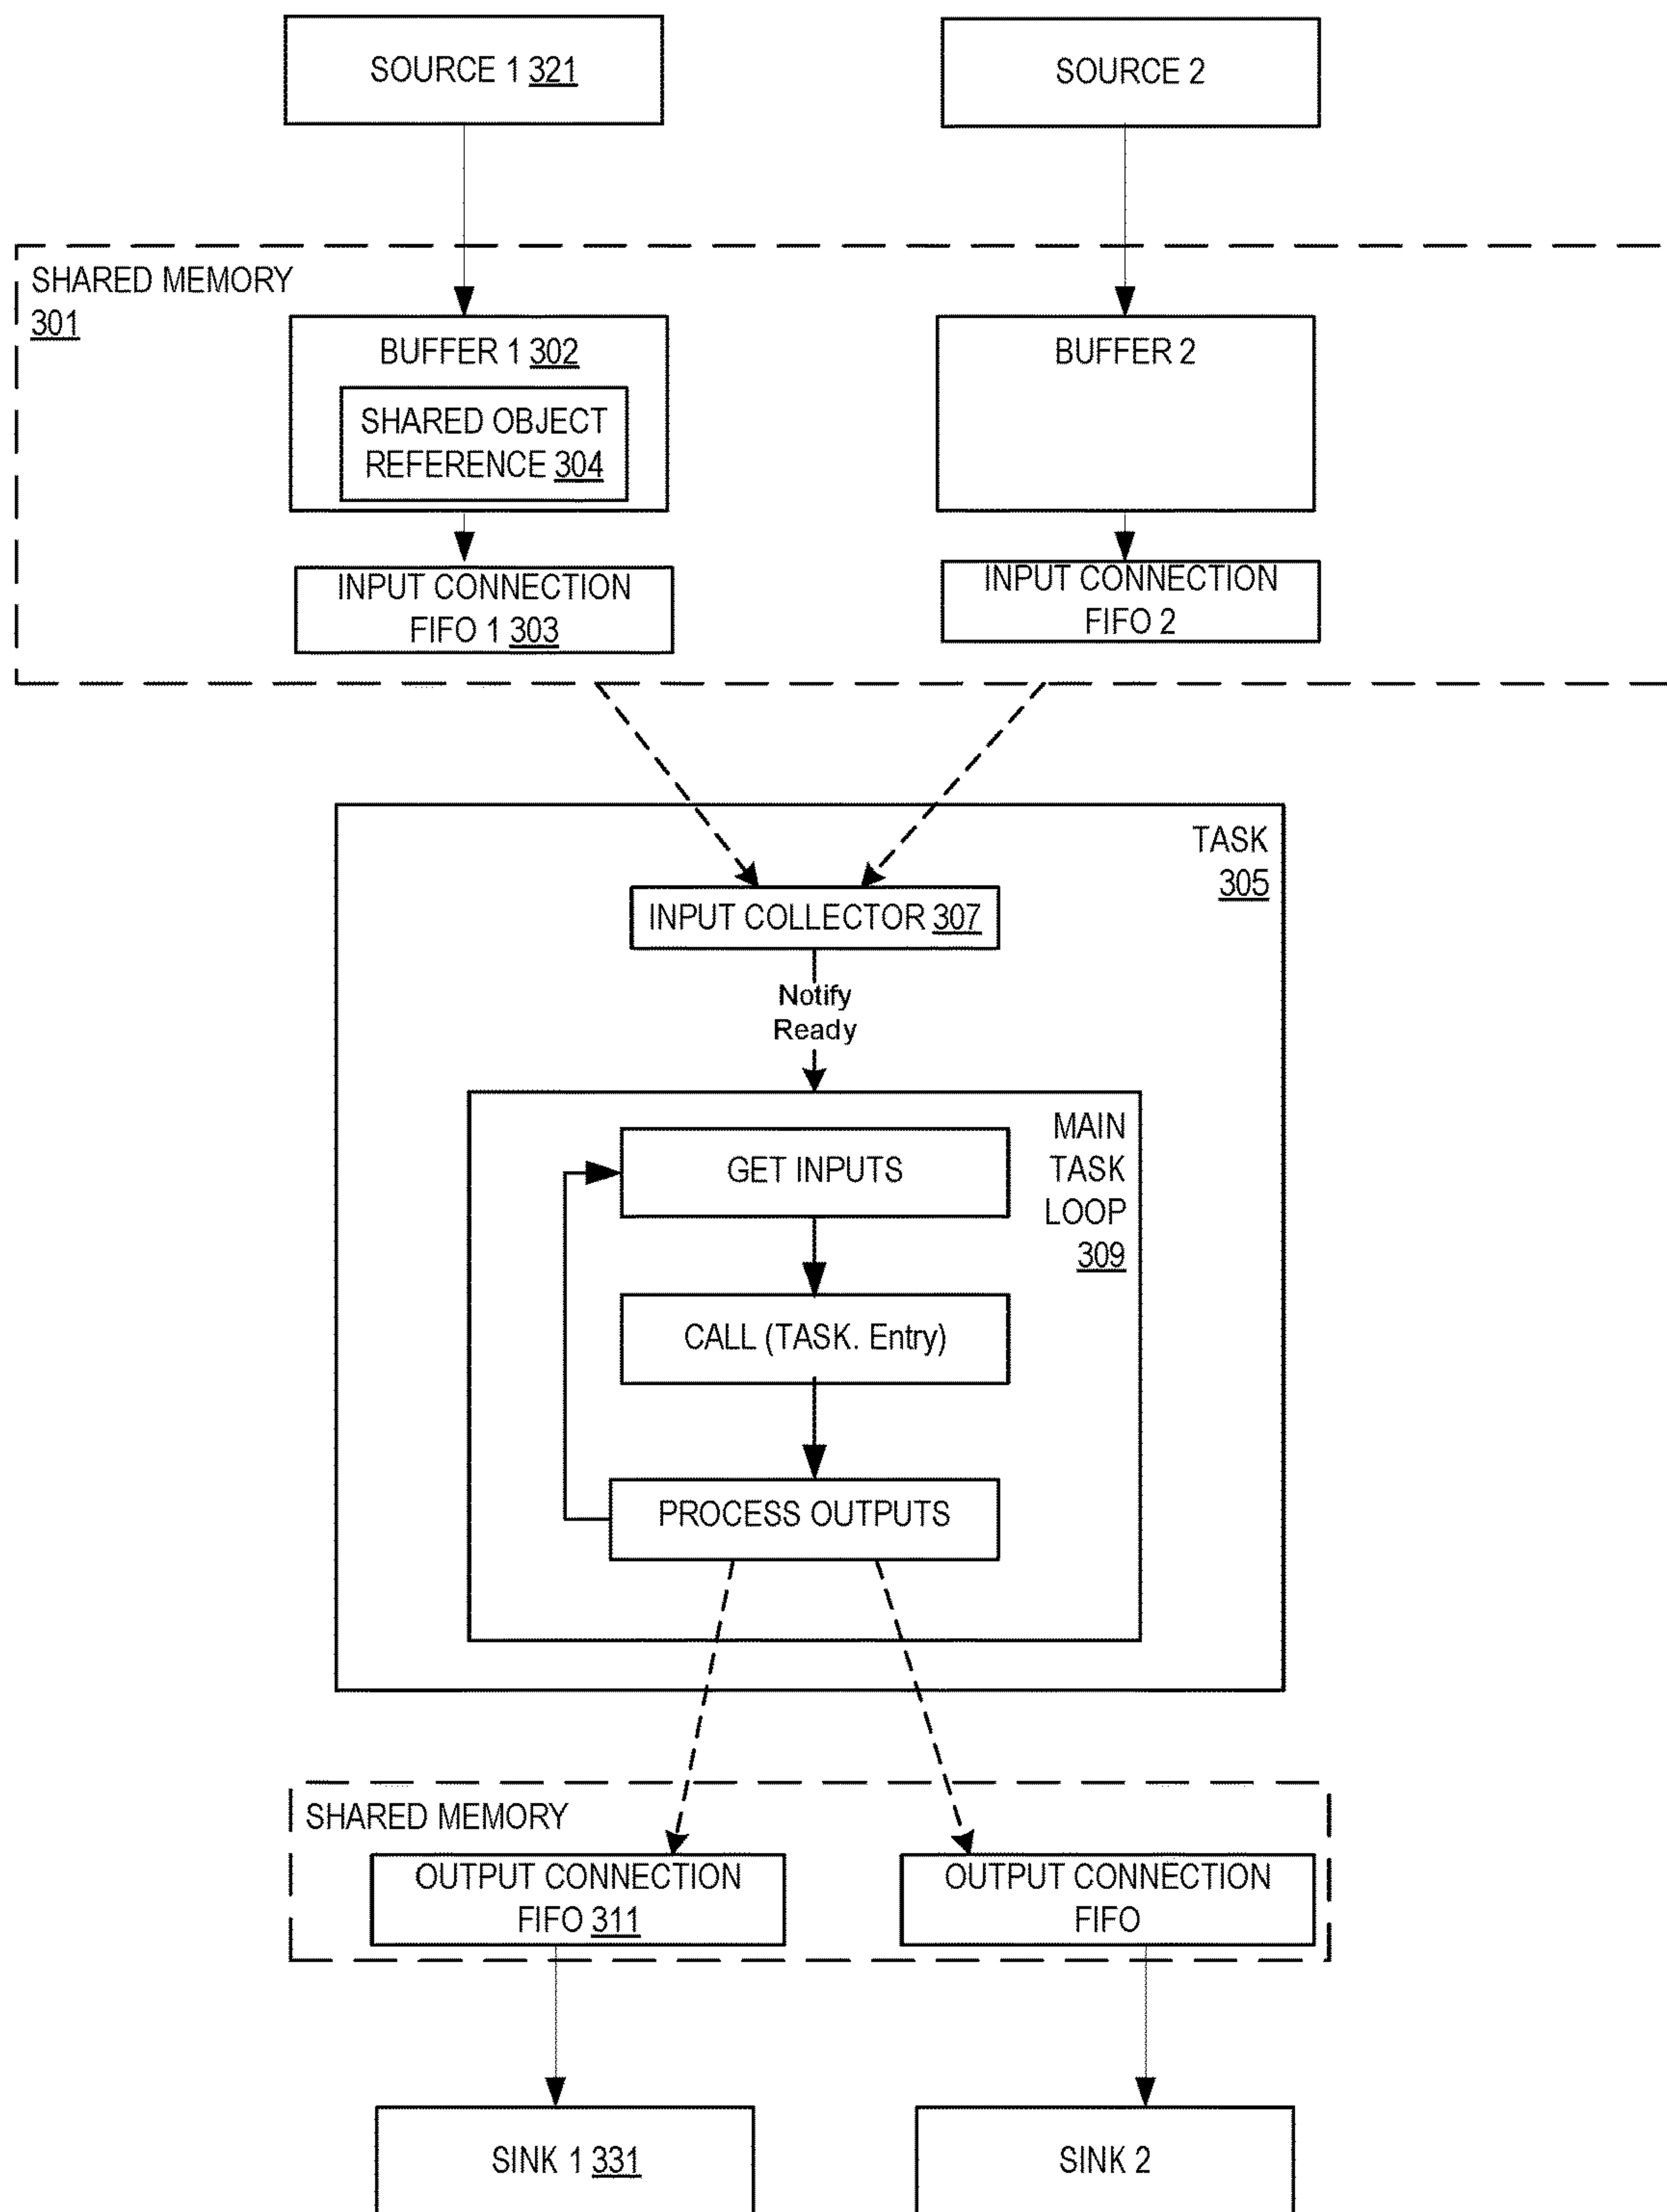 SOURCE 1 321
SOURCE 2
SHARED MEMORY
301
BUFFER 1 302
SHARED OBJECT
REFERENCE 304
BUFFER 2
INPUT CONNECTION
FIFO 1 303
INPUT CONNECTION
FIFO 2
TASK
305
INPUT COLLECTOR 307
Notify
Ready
MAIN
TASK
LOOP
309
GET INPUTS
CALL (TASK. Entry)
PROCESS OUTPUTS
SHARED MEMORY
OUTPUT CONNECTION
FIFO 311
OUTPUT CONNECTION
FIFO
SINK 1 331
SINK 2